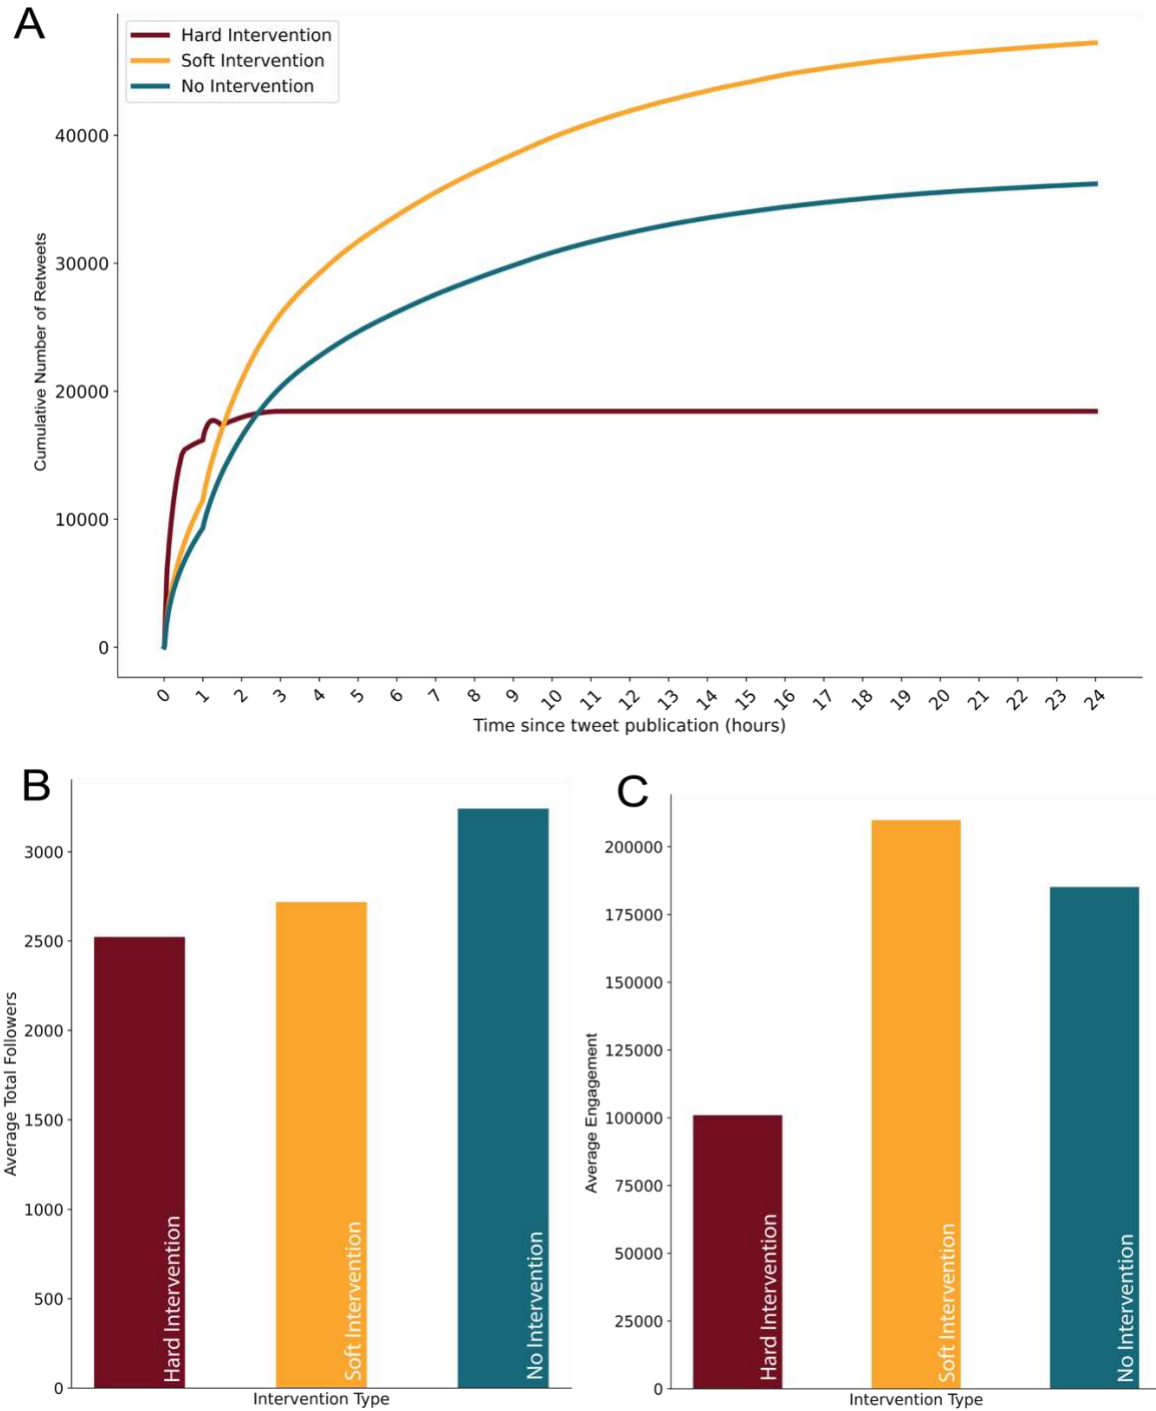 A
Hard Intervention
Soft Intervention
No Intervention
Cumulative Number of Retweets
40000
30000
20000
10000
0
0 1 2 3 4 5 6 7 8 9 10 11 12 13 14 15 16 17 18 19 20 21 22 23 24
Time since tweet publication (hours)
B
Average Total Followers
3000
2500
2000
1500
1000
500
0
Hard Intervention
Soft Intervention
No Intervention
Intervention Type
C
Average Engagement
200000
175000
150000
125000
100000
75000
50000
25000
0
Hard Intervention
Soft Intervention
No Intervention
Intervention Type